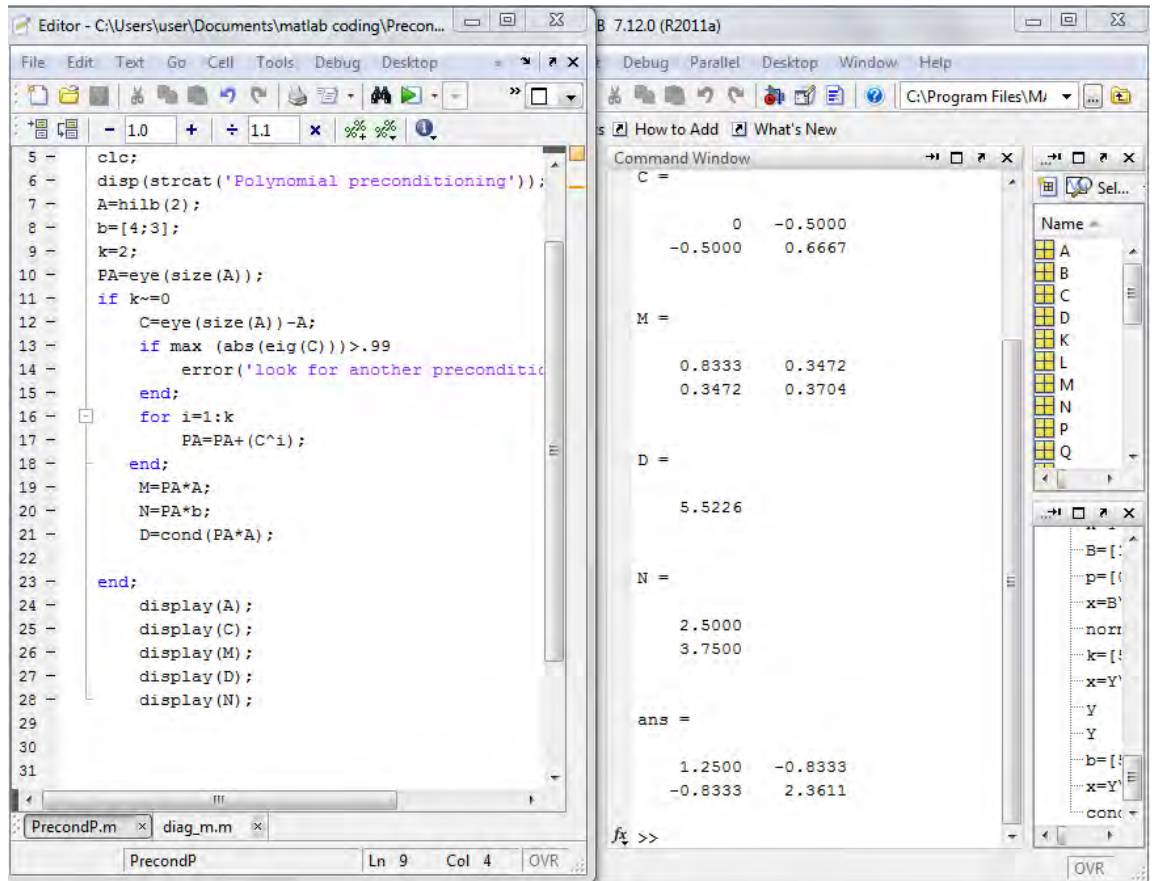 Editor - C:\Users\user\Documents\matlab coding\Precon...
File Edit Text Go Cell Tools Debug Desktop
- 1.0 + ÷ 1.1 ×
5 - clc;
6 - disp(strcat('Polynomial preconditioning'));
7 - A=hilb(2);
8 - b=[4;3];
9 - k=2;
10 - PA=eye(size(A));
11 - if k~=0
12 - C=eye(size(A))-A;
13 - if max (abs(eig(C)))>.99
14 - error('look for another preconditio
15 - end;
16 - for i=1:k
17 - PA=PA+(C^i);
18 - end;
19 - M=PA*A;
20 - N=PA*b;
21 - D=cond(PA*A);
22
23 - end;
24 - display(A);
25 - display(C);
26 - display(M);
27 - display(D);
28 - display(N);
29
30
31
PrecondP.m × diag_m.m ×
PrecondP Ln 9 Col 4 OVR
B 7.12.0 (R2011a)
Debug Parallel Desktop Window Help
C:\Program Files\M
How to Add What's New
Command Window
C =
0 -0.5000
-0.5000 0.6667
M =
0.8333 0.3472
0.3472 0.3704
D =
5.5226
N =
2.5000
3.7500
ans =
1.2500 -0.8333
-0.8333 2.3611
fx >>
Sel...
Name
A
B
C
D
K
L
M
N
P
Q
B=[
p=[
x=B
k=[
x=Y\
y
Y
b=[
x=Y\
OVR